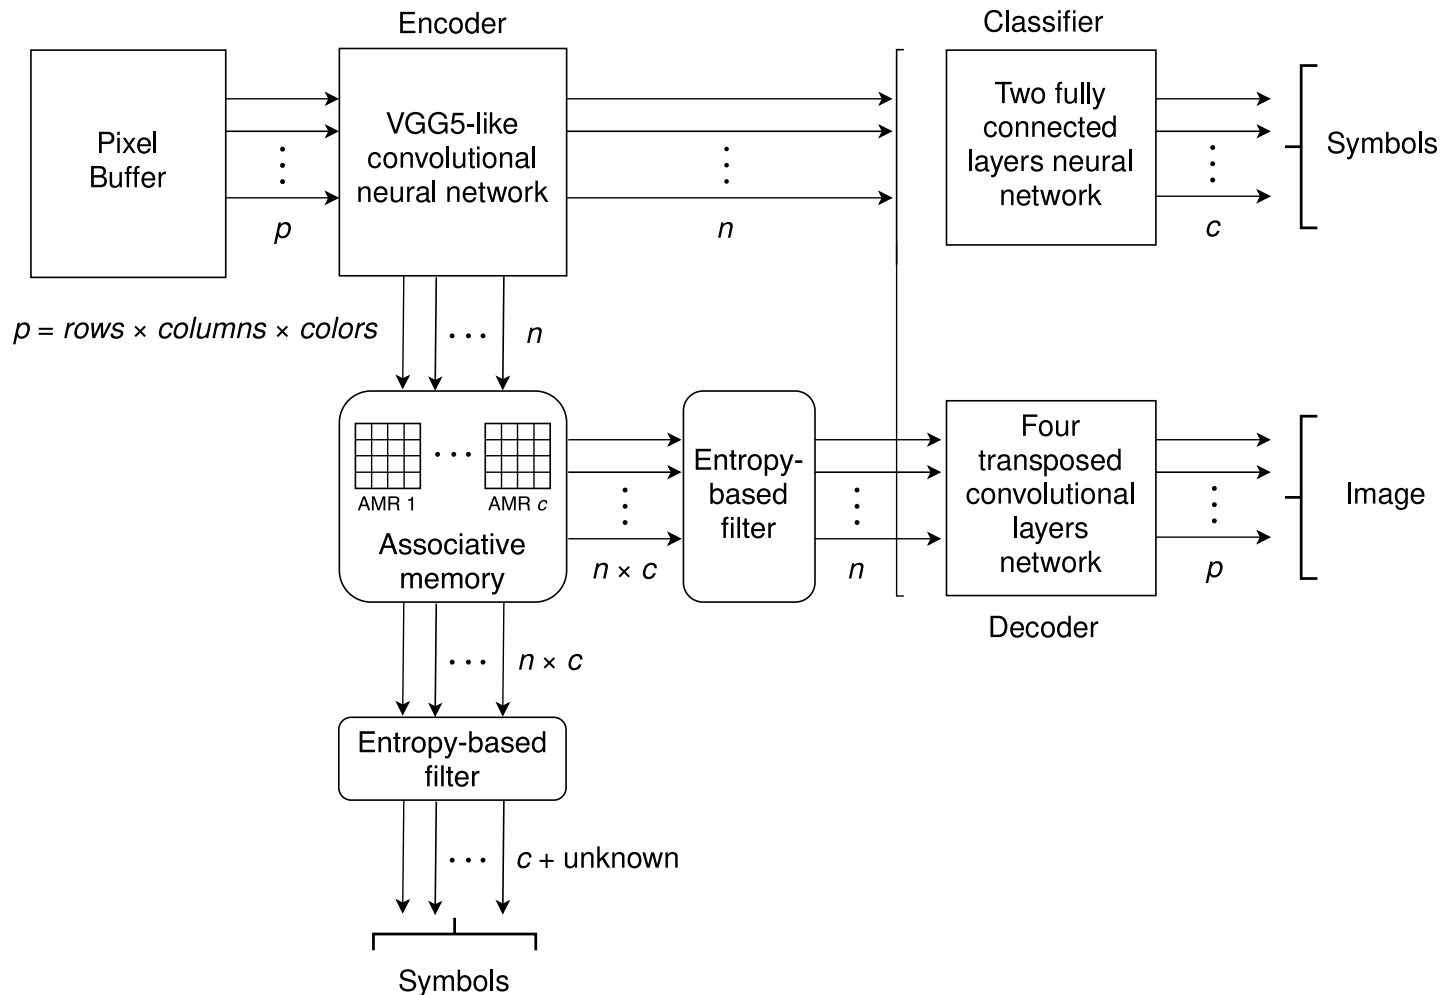 Encoder
Classifier
Pixel
Buffer
p
VGG5-like
convolutional
neural network
n
Two fully
connected
layers neural
network
c
Symbols
p = rows × columns × colors
n
AMR 1
AMR c
Associative
memory
n × c
Entropy-
based
filter
n
Four
transposed
convolutional
layers
network
p
Image
Decoder
n × c
Entropy-based
filter
c + unknown
Symbols